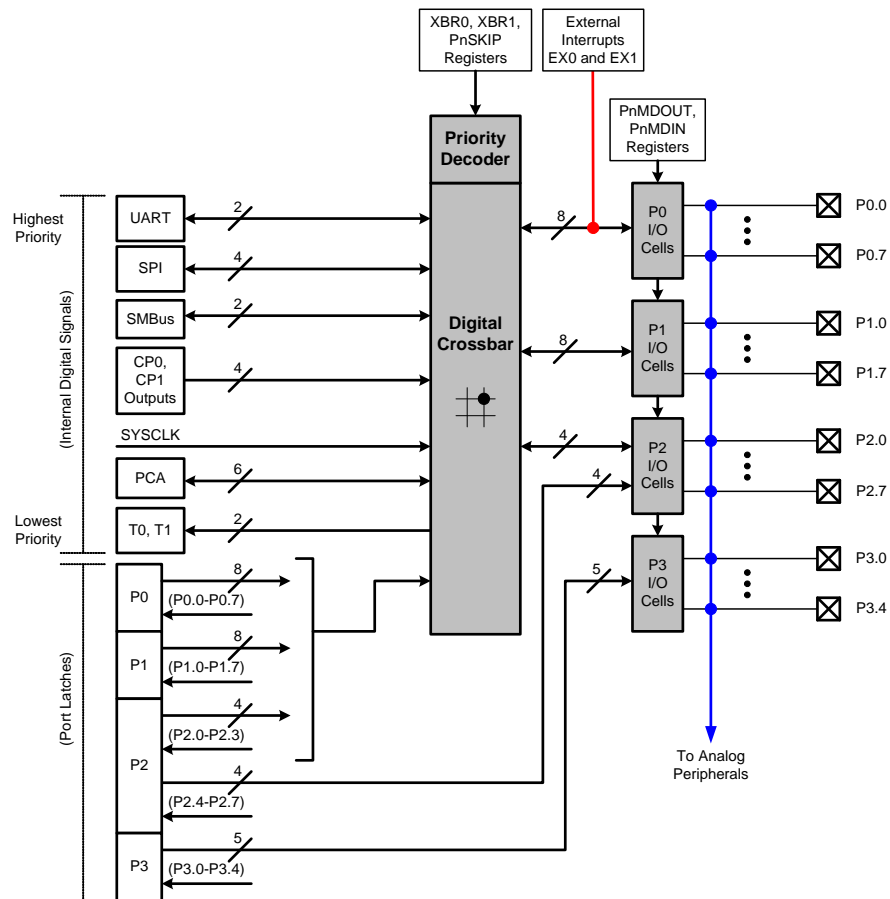 XBR0, XBR1,
PnSKIP
Registers
External
Interrupts
EX0 and EX1
PnMDOUT,
PnMDIN
Registers
Priority
Decoder
Highest
Priority
UART
2
8
P0
I/O
Cells
P0.0
P0.7
SPI
4
(Internal Digital Signals)
SMBus
2
Digital
Crossbar
8
P1
I/O
Cells
P1.0
P1.7
CP0,
CP1
Outputs
4
SYSCLK
4
P2
I/O
Cells
P2.0
P2.7
PCA
6
4
Lowest
Priority
T0, T1
2
P3
I/O
Cells
P3.0
P3.4
5
P0
8
(P0.0-P0.7)
(Port Latches)
P1
8
(P1.0-P1.7)
P2
4
(P2.0-P2.3)
4
(P2.4-P2.7)
P3
5
(P3.0-P3.4)
To Analog
Peripherals